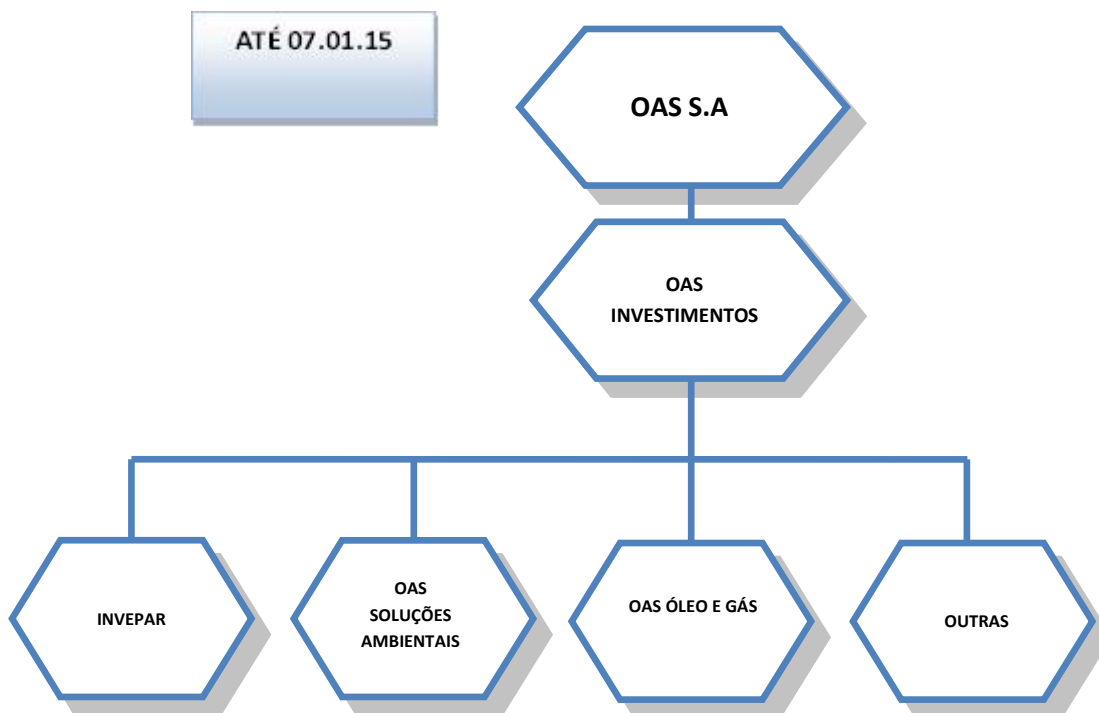 ATÉ 07.01.15
OAS S.A
OAS
INVESTIMENTOS
INVEPAR
OAS
SOLUÇÕES
AMBIENTAIS
OAS ÓLEO E GÁS
OUTRAS